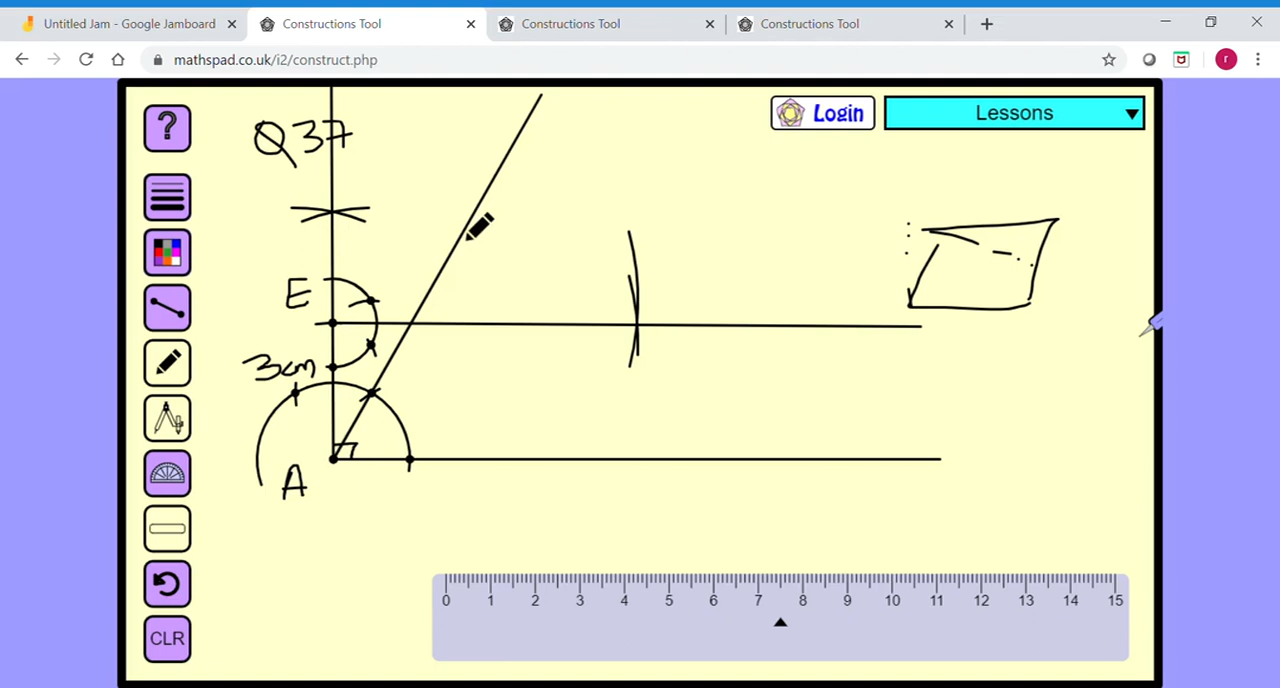 Untitled Jam - Google Jamboard
Constructions Tool
Constructions Tool
Constructions Tool
mathspad.co.uk/i2/construct.php
r
?
Q37
Login
Lessons
E
3cm
A
CLR
0 1 2 3 4 5 6 7 8 9 10 11 12 13 14 15